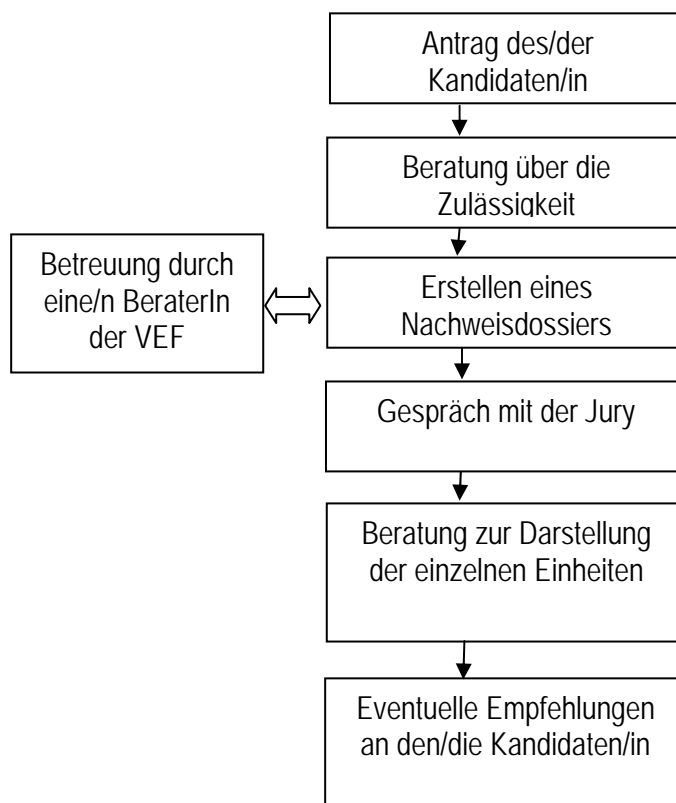 Antrag des/der
Kandidaten/in
Beratung über die
Zulässigkeit
Betreuung durch
eine/n BeraterIn
der VEF
Erstellen eines
Nachweisdossiers
Gespräch mit der Jury
Beratung zur Darstellung
der einzelnen Einheiten
Eventuelle Empfehlungen
an den/die Kandidaten/in